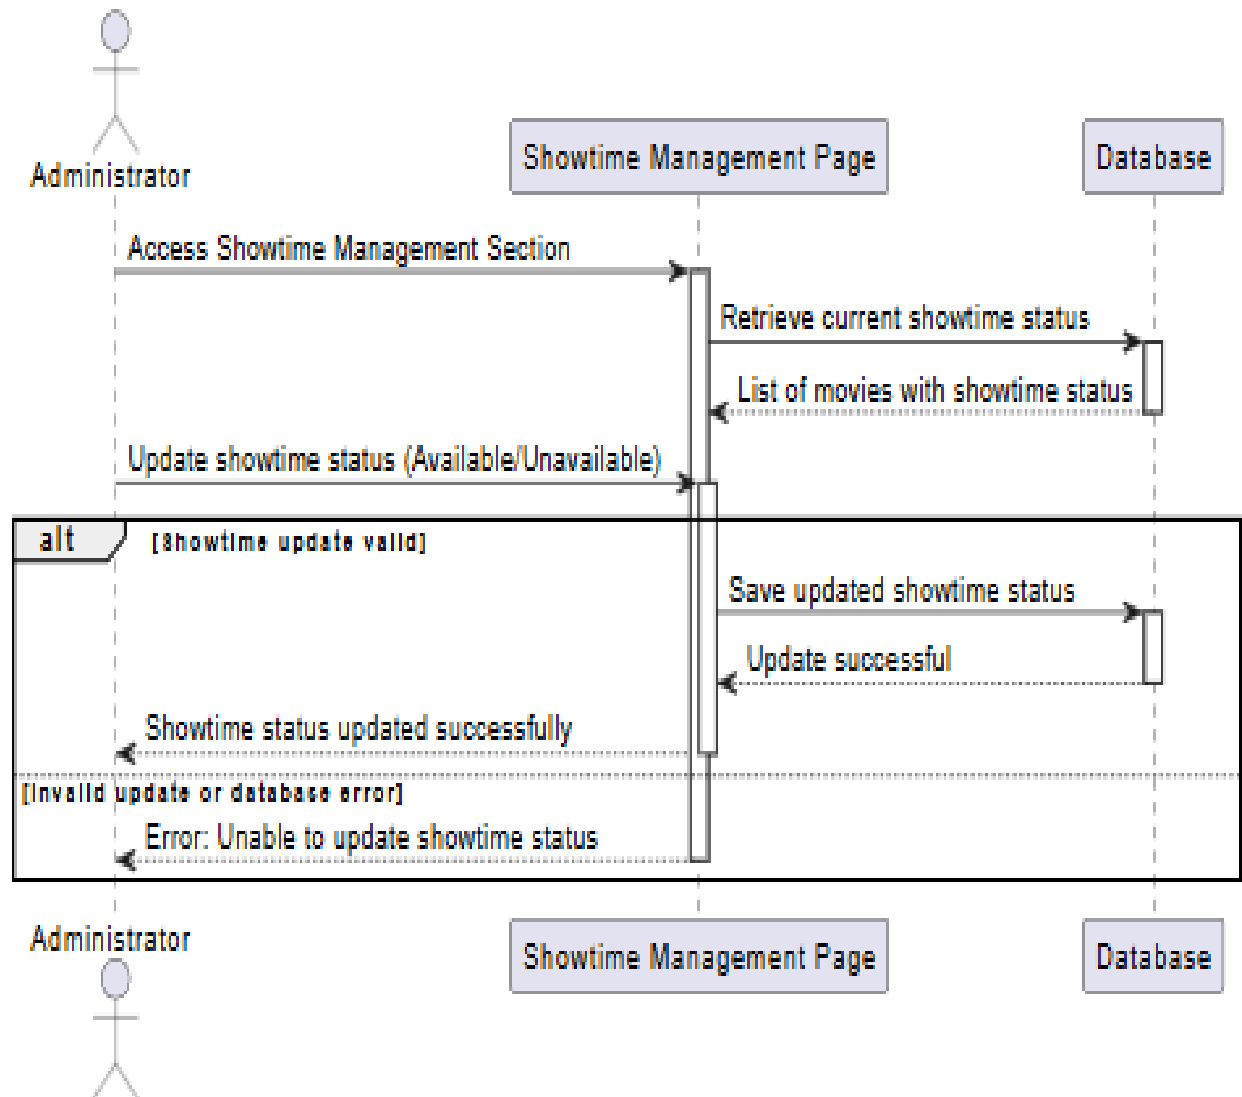 Administrator
Showtime Management Page
Database
Access Showtime Management Section
Retrieve current showtime status
List of movies with showtime status
Update showtime status (Available/Unavailable)
alt
[Showtime update valid]
Save updated showtime status
Update successful
Showtime status updated successfully
[Invalid update or database error]
Error: Unable to update showtime status
Administrator
Showtime Management Page
Database